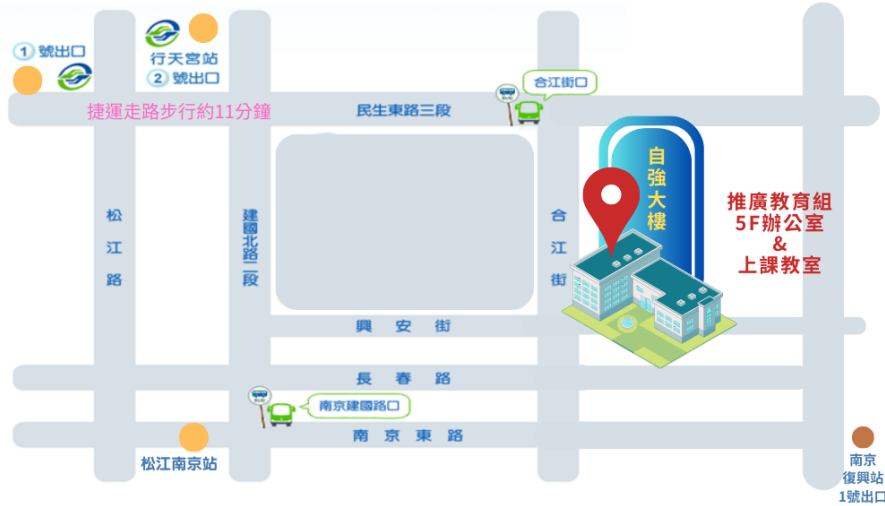 1 號出口
行天宮站
2 號出口
合江街口
捷運走路步行約11分鐘
民生東路三段
自強大樓
推廣教育組
5F辦公室
&
上課教室
松江路
建國北路二段
合江街
興安街
長春路
南京建國路口
南京東路
松江南京站
南京
復興站
1號出口